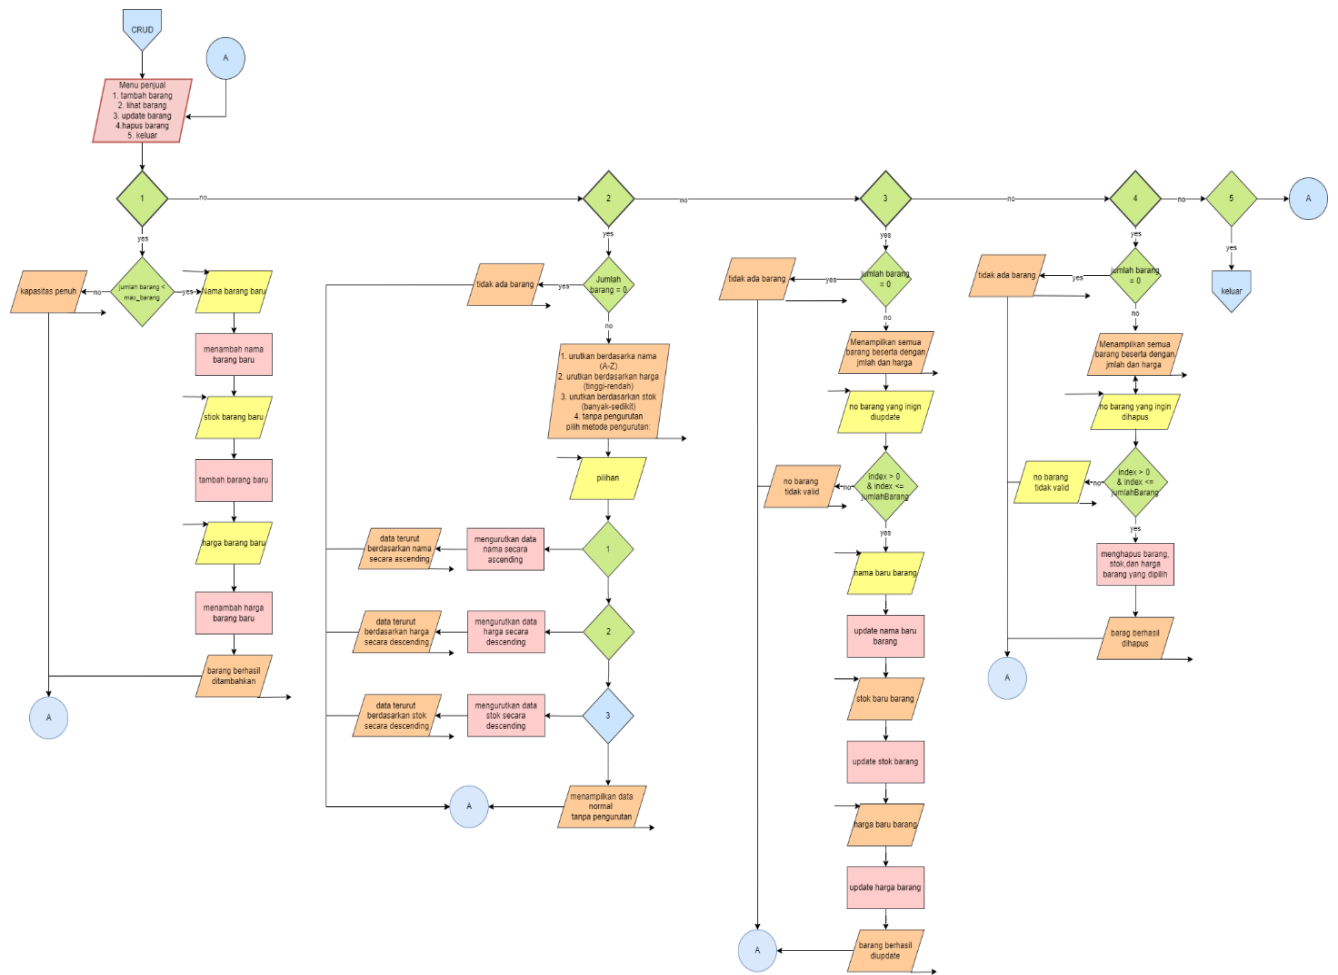 CRUD
A
Menu penjual
1. tambah barang
2. lihat barang
3. update barang
4.hapus barang
5. keluar
1
no
2
no
3
no
4
no
5
A
yes
yes
yes
yes
yes
kapasitas penuh
no
jumlah barang <
max_barang
yes
Nama barang baru
menambah nama
barang baru
stiok barang baru
tambah barang baru
harga barang baru
menambah harga
barang baru
barang berhasil
ditambahkan
A
tidak ada barang
yes
Jumlah
barang = 0
no
1. urutkan berdasarka nama
(A-Z)
2. urutkan berdasarkan harga
(tinggi-rendah)
3. urutkan berdasarkan stok
(banyak-sedikit)
4. tanpa pengurutan
pilih metode pengurutan:
pilihan
data terurut
berdasarkan nama
secara ascending
mengurutkan data
nama secara
ascending
1
data terurut
berdasarkan harga
secara descending
mengurutkan data
harga secara
descending
2
data terurut
berdasarkan stok
secara descending
mengurutkan data
stok secara
descending
3
A
menampilkan data
normal
tanpa pengurutan
tidak ada barang
yes
jumlah barang
= 0
no
Menampilkan semua
barang beserta dengan
jmlah dan harga
no barang yang inign
diupdate
no barang
tidak valid
no
index > 0
& index <=
jumlahBarang
yes
nama baru barang
update nama baru
barang
stok baru barang
update stok barang
harga baru barang
update harga barang
barang berhasil
diupdate
A
tidak ada barang
yes
jumlah barang
= 0
no
Menampilkan semua
barang beserta dengan
jmlah dan harga
no barang yang ingin
dihapus
no barang
tidak valid
no
index > 0
& index <=
jumlahBarang
yes
menghapus barang,
stok,dan harga
barang yang dipilih
barag berhasil
dihapus
A
keluar